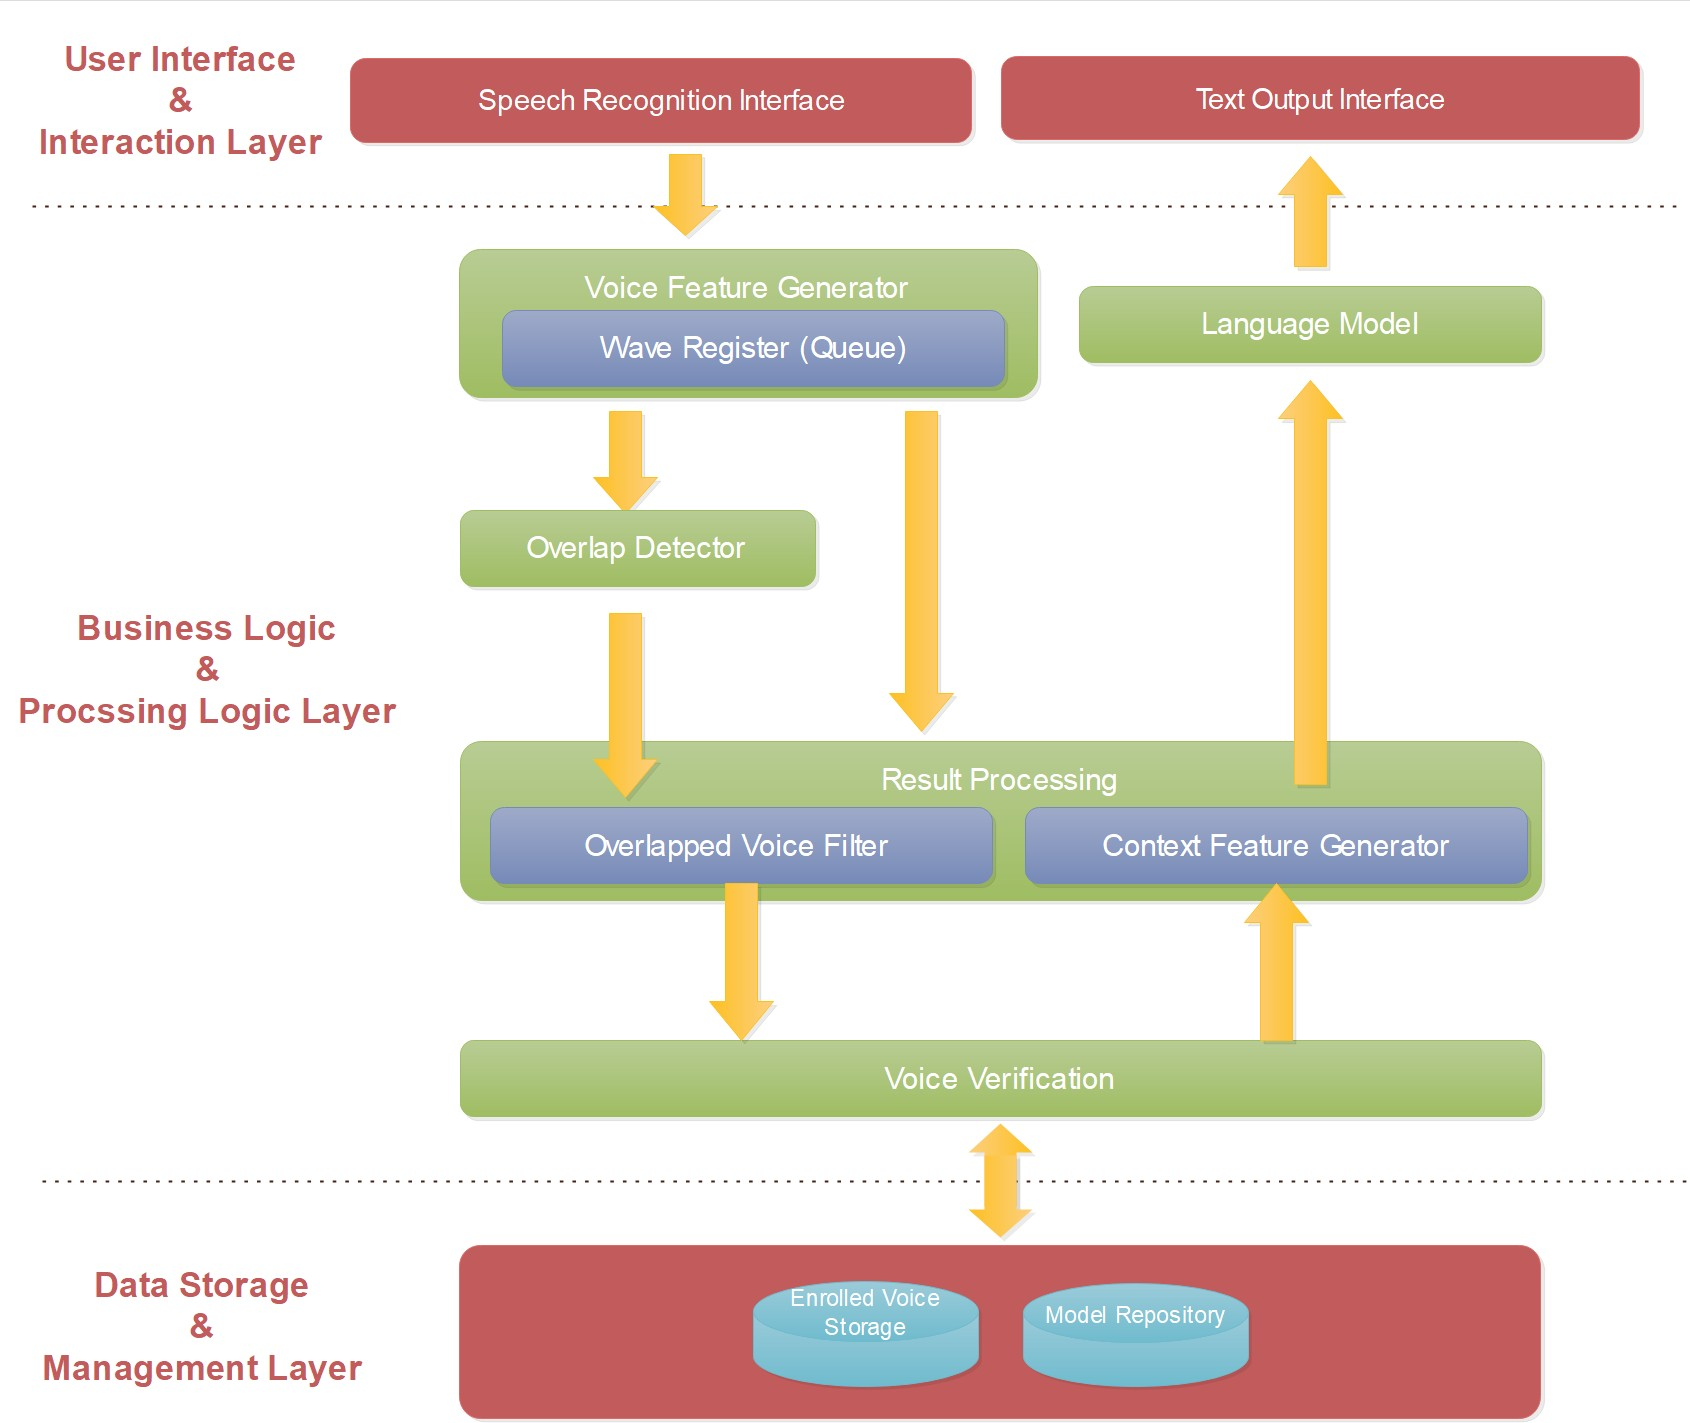 User Interface
&
Interaction Layer
Speech Recognition Interface
Text Output Interface
Voice Feature Generator
Wave Register (Queue)
Language Model
Overlap Detector
Business Logic
&
Procssing Logic Layer
Result Processing
Overlapped Voice Filter
Context Feature Generator
Voice Verification
Data Storage
&
Management Layer
Enrolled Voice
Storage
Model Repository